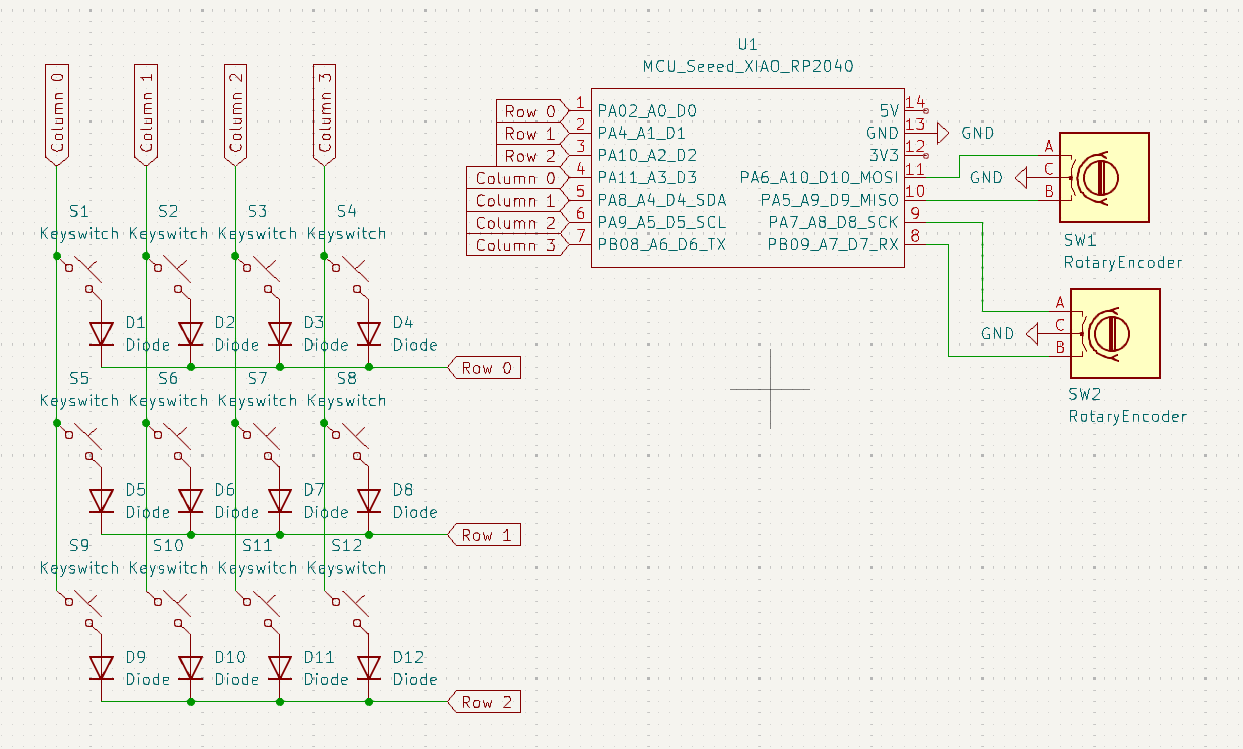 Column 0
Column 1
Column 2
Column 3
S1
Keyswitch
S2
Keyswitch
S3
Keyswitch
S4
Keyswitch
D1
Diode
D2
Diode
D3
Diode
D4
Diode
Row 0
S5
Keyswitch
S6
Keyswitch
S7
Keyswitch
S8
Keyswitch
D5
Diode
D6
Diode
D7
Diode
D8
Diode
Row 1
S9
Keyswitch
S10
Keyswitch
S11
Keyswitch
S12
Keyswitch
D9
Diode
D10
Diode
D11
Diode
D12
Diode
Row 2
U1
MCU_Seeed_XIAO_RP2040
Row 0 1 PA02_A0_D0
Row 1 2 PA4_A1_D1
Row 2 3 PA10_A2_D2
Column 0 4 PA11_A3_D3
Column 1 5 PA8_A4_D4_SDA
Column 2 6 PA9_A5_D5_SCL
Column 3 7 PB08_A6_D6_TX
5V 14
GND 13 GND
3V3 12
PA6_A10_D10_MOSI 11
PA5_A9_D9_MISO 10
PA7_A8_D8_SCK 9
PB09_A7_D7_RX 8
A
GND C
B
SW1
RotaryEncoder
A
GND C
B
SW2
RotaryEncoder